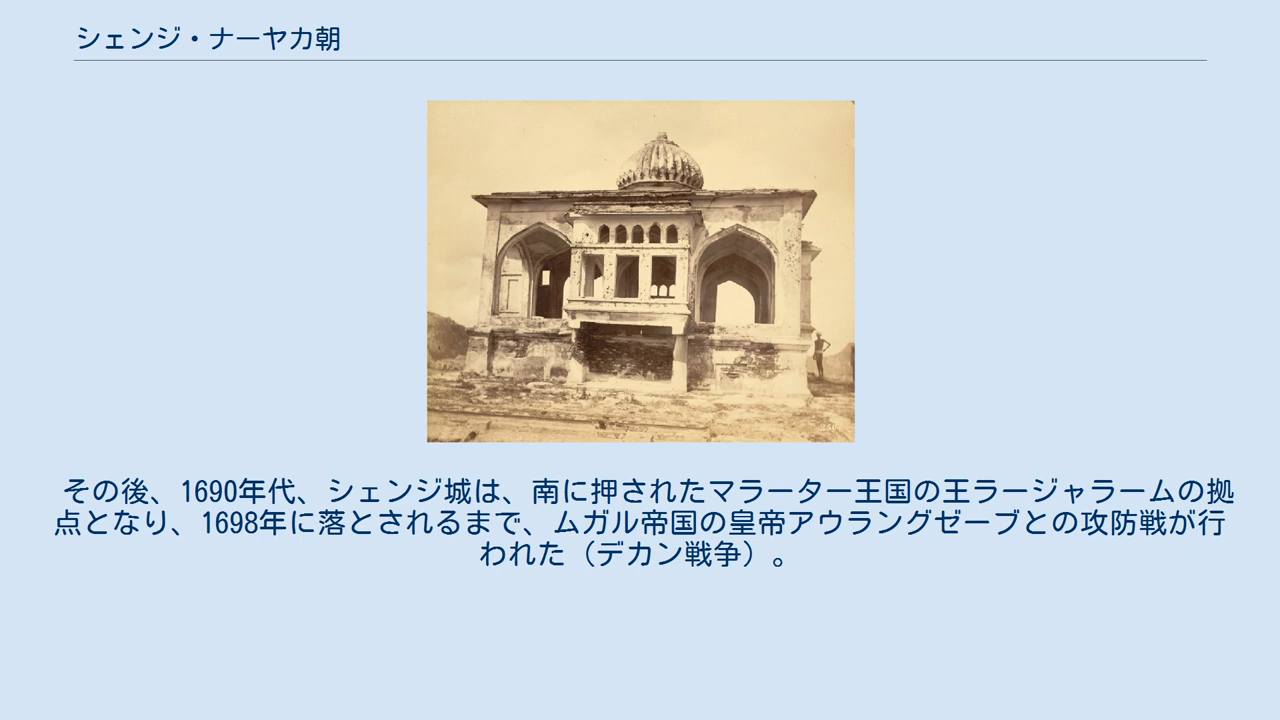 シェンジ・ナーヤカ朝
その後、1690年代、シェンジ城は、南に押されたマラーター王国の王ラージャラームの拠
点となり、1698年に落とされるまで、ムガル帝国の皇帝アウラングゼーブとの攻防戦が行
われた（デカン戦争）。